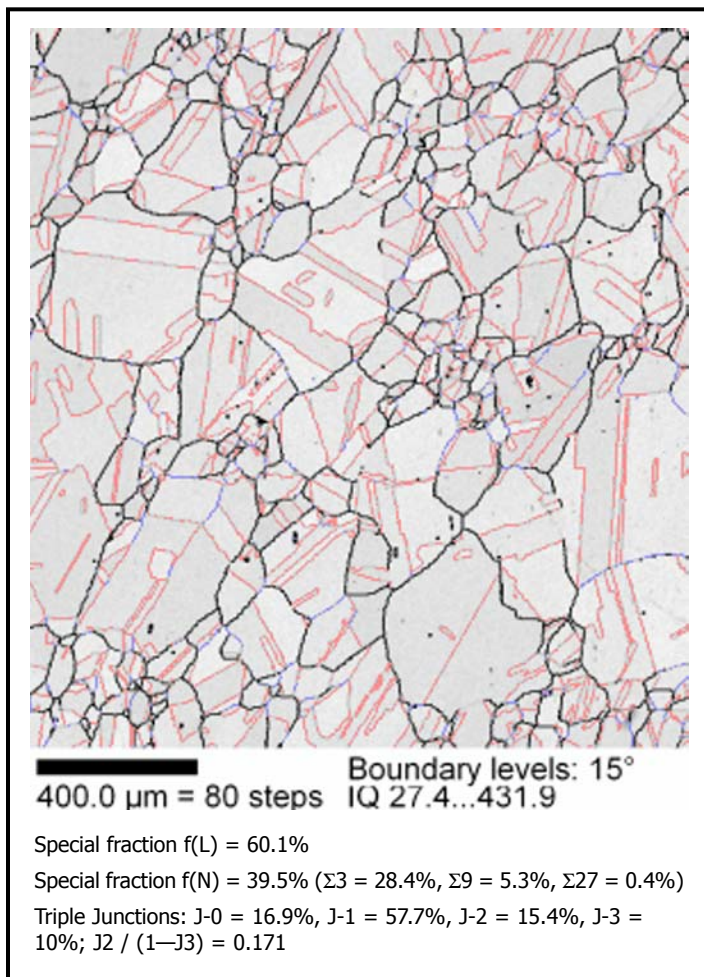 Boundary levels: 15°
400.0 µm = 80 steps IQ 27.4...431.9
Special fraction f(L) = 60.1%
Special fraction f(N) = 39.5% (Σ3 = 28.4%, Σ9 = 5.3%, Σ27 = 0.4%)
Triple Junctions: J-0 = 16.9%, J-1 = 57.7%, J-2 = 15.4%, J-3 =
10%; J2 / (1—J3) = 0.171